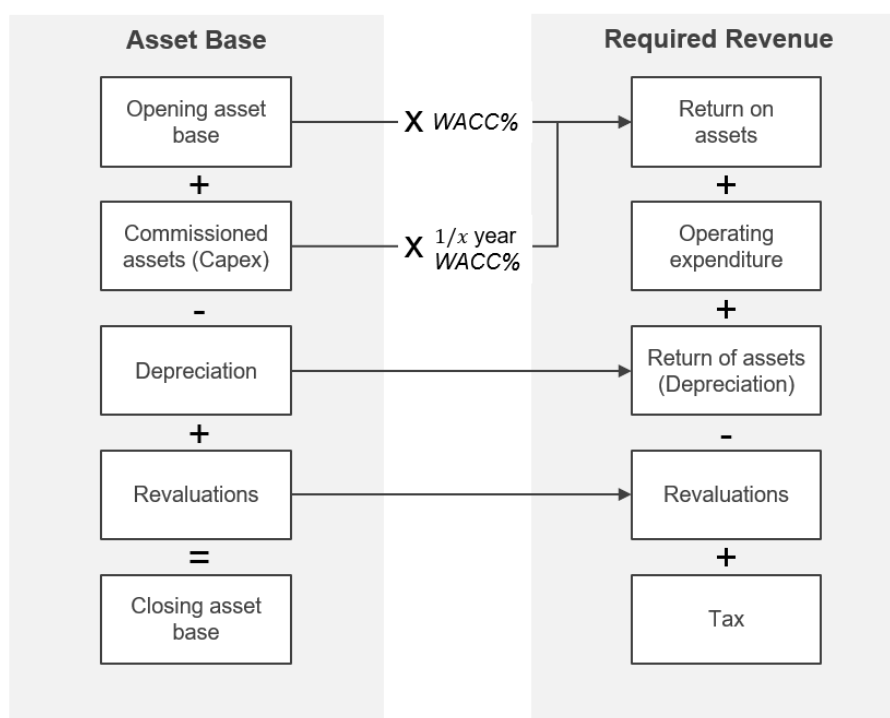 Asset Base
Opening asset
base
+
Commissioned
assets (Capex)
-
Depreciation
+
Revaluations
=
Closing asset
base
X WACC%
X 1/x year
WACC%
Required Revenue
Return on
assets
+
Operating
expenditure
+
Return of assets
(Depreciation)
-
Revaluations
+
Tax